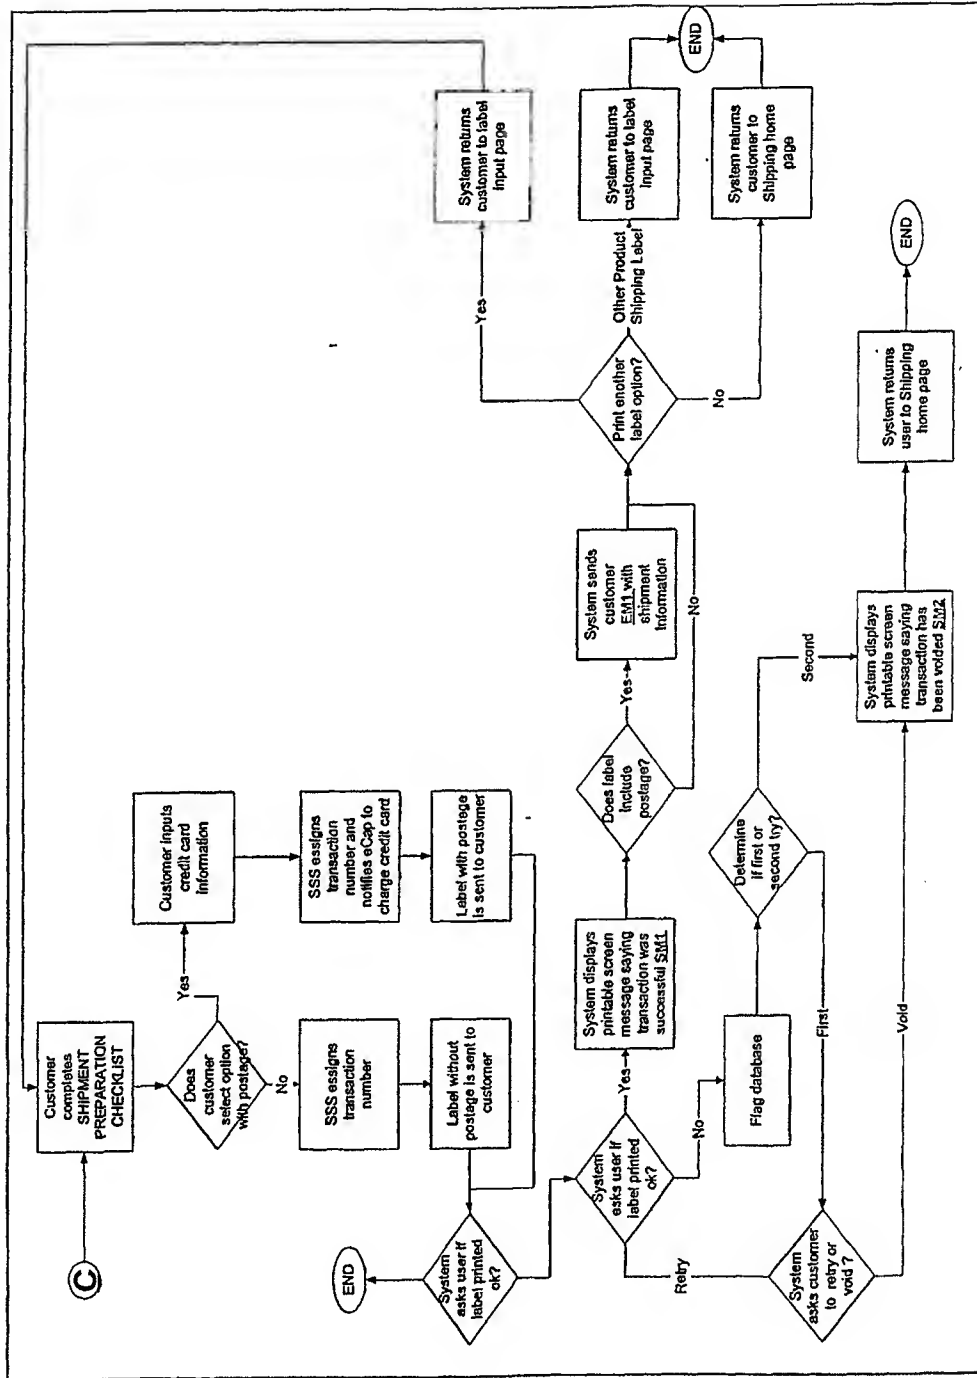 C
Customer
completes
SHIPMENT
PREPARATION
CHECKLIST
Does
customer
select option
with postage?
Yes
Customer inputs
credit card
information
SSS essigns
transaction
number and
notifies eCap to
charge credit card
Label with postage
is sent to customer
No
SSS essigns
transaction
number
Label without
postage is sent to
customer
System
asks user if
label printed
ok?
END
System
asks user if
label printed
ok?
Yes
System displays
printable screen
message saying
transaction was
successful SM1
Does label
Include
postage?
Yes
System sends
customer
EM1 with
shipment
Information
No
Print enother
label option?
Yes
System returns
customer to label
Input page
Other Product
Shipping Label
System returns
customer to label
Input page
No
System returns
customer to
Shipping home
page
END
No
Flag database
Determine
if first or
second try?
Second
First
Retry
System
asks customer
to retry or
void ?
Void
System displays
printable screen
message saying
transaction has
been volded SM2
System returns
user to Shipping
home page
END